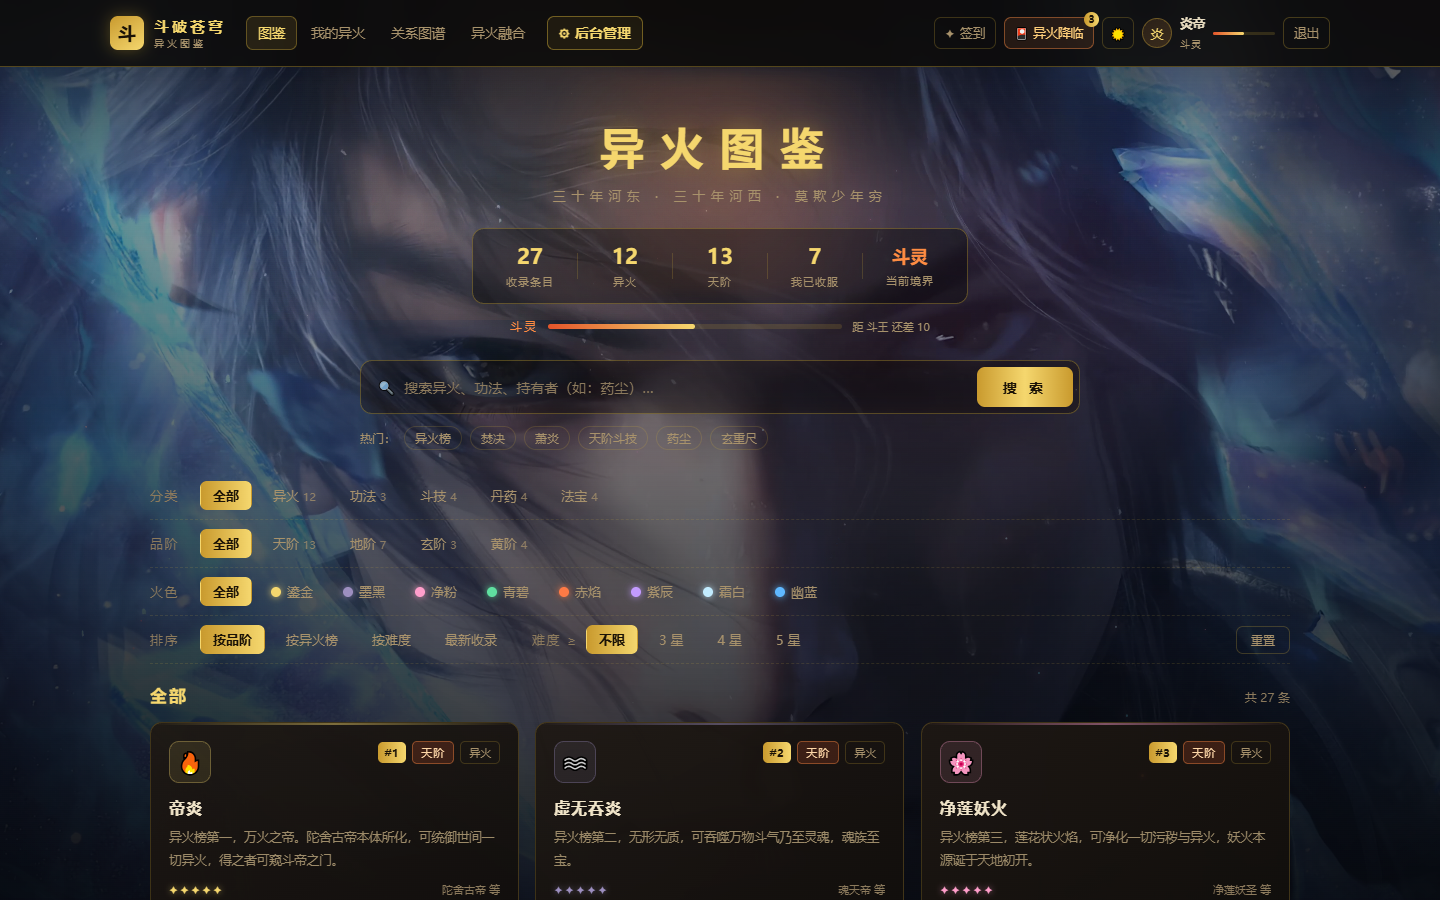 斗 斗破苍穹 图鉴 我的异火 关系图谱 异火融合 后台管理 签到 异火降临 3 炎 炎帝 退出
异火图鉴 斗灵
异火图鉴
三十年河东 · 三十年河西 · 莫欺少年穷
27 12 13 7 斗灵
收录条目 异火 天阶 我已收服 当前境界
斗灵 距 斗王 还差 10
搜索异火、功法、持有者（如：药尘）… 搜 索
热门： 异火榜 焚决 萧炎 天阶斗技 药尘 玄重尺
分类 全部 异火 12 功法 3 斗技 4 丹药 4 法宝 4
品阶 全部 天阶 13 地阶 7 玄阶 3 黄阶 4
火色 全部 鎏金 墨黑 净粉 青碧 赤焰 紫辰 霜白 幽蓝
排序 按品阶 按异火榜 按难度 最新收录 难度 ≥ 不限 3 星 4 星 5 星 重置
全部 共 27 条
#1 天阶 异火
帝炎
异火榜第一，万火之帝。陀舍古帝本体所化，可统御世间一
切异火，得之者可窥斗帝之门。
✦✦✦✦✦ 陀舍古帝 等
#2 天阶 异火
虚无吞炎
异火榜第二，无形无质，可吞噬万物斗气乃至灵魂，魂族至
宝。
✦✦✦✦✦ 魂天帝 等
#3 天阶 异火
净莲妖火
异火榜第三，莲花状火焰，可净化一切污秽与异火，妖火本
源诞于天地初开。
✦✦✦✦✦ 净莲妖圣 等